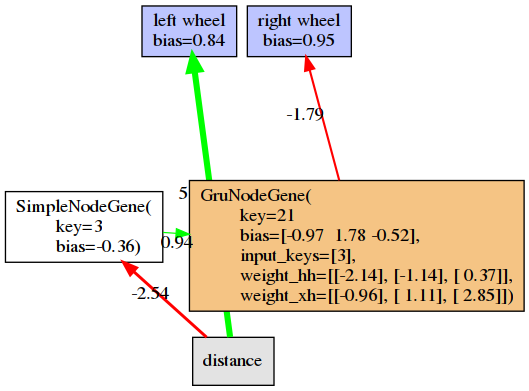 left wheel
bias=0.84
right wheel
bias=0.95
-1.79
5
SimpleNodeGene(
key=3
bias=-0.36)
0.94
GruNodeGene(
key=21
bias=[-0.97 1.78 -0.52],
input_keys=[3],
weight_hh=[[-2.14], [-1.14], [ 0.37]],
weight_xh=[[-0.96], [ 1.11], [ 2.85]])
-2.54
distance